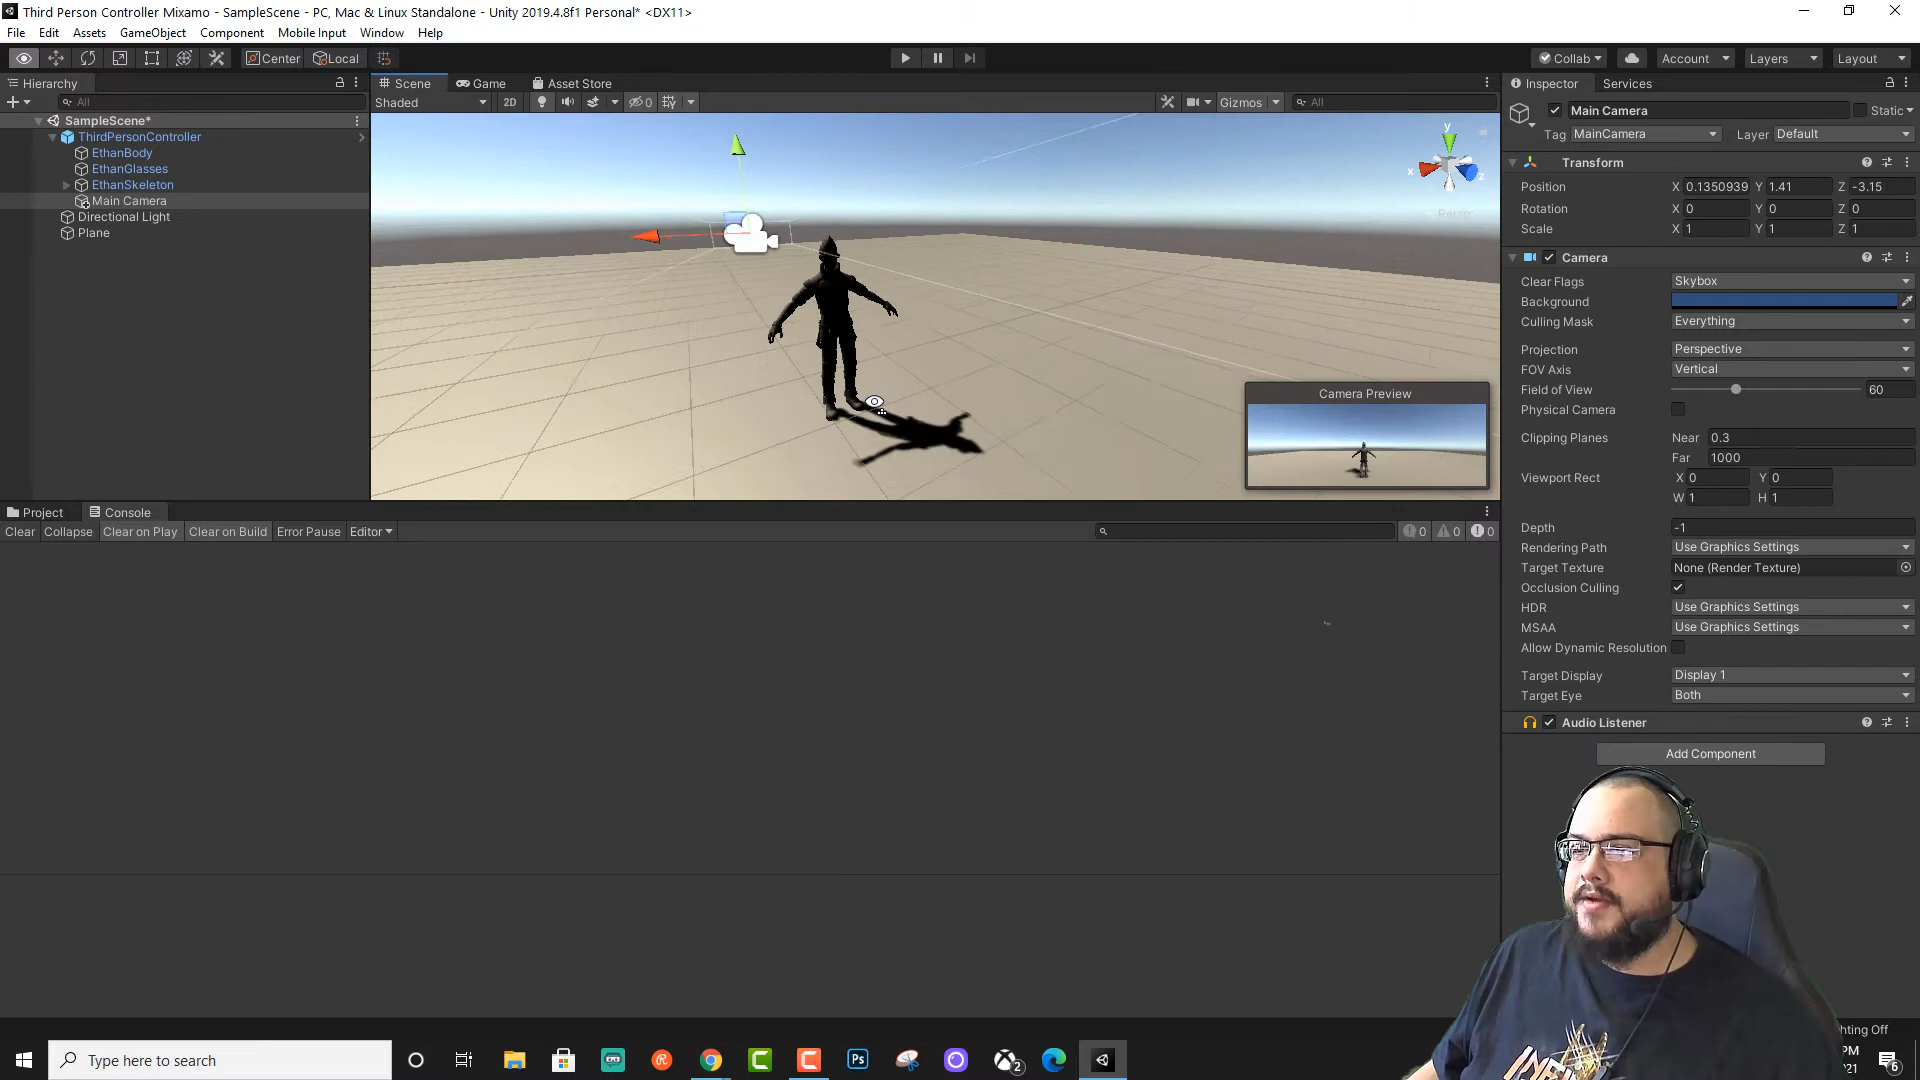 Third Person Controller Mixamo - SampleScene - PC, Mac & Linux Standalone - Unity 2019.4.8f1 Personal* <DX11>
File Edit Assets GameObject Component Mobile Input Window Help
Center Local Collab Account Layers Layout
Hierarchy Scene Game Asset Store Inspector Services
All Shaded 2D 0 Gizmos All
SampleScene*
ThirdPersonController
EthanBody
EthanGlasses
EthanSkeleton
Main Camera
Directional Light
Plane
y
x
z
Camera Preview
Main Camera Static
Tag MainCamera Layer Default
Transform
Position X 0.1350939 Y 1.41 Z -3.15
Rotation X 0 Y 0 Z 0
Scale X 1 Y 1 Z 1
Camera
Clear Flags Skybox
Background
Culling Mask Everything
Projection Perspective
FOV Axis Vertical
Field of View 60
Physical Camera
Clipping Planes Near 0.3
Far 1000
Viewport Rect X 0 Y 0
W 1 H 1
Depth -1
Rendering Path Use Graphics Settings
Target Texture None (Render Texture)
Occlusion Culling
HDR Use Graphics Settings
MSAA Use Graphics Settings
Allow Dynamic Resolution
Target Display Display 1
Target Eye Both
Audio Listener
Add Component
Project Console
Clear Collapse Clear on Play Clear on Build Error Pause Editor 0 0 0
hting Off
Type here to search
Ps
2
PM
21
6